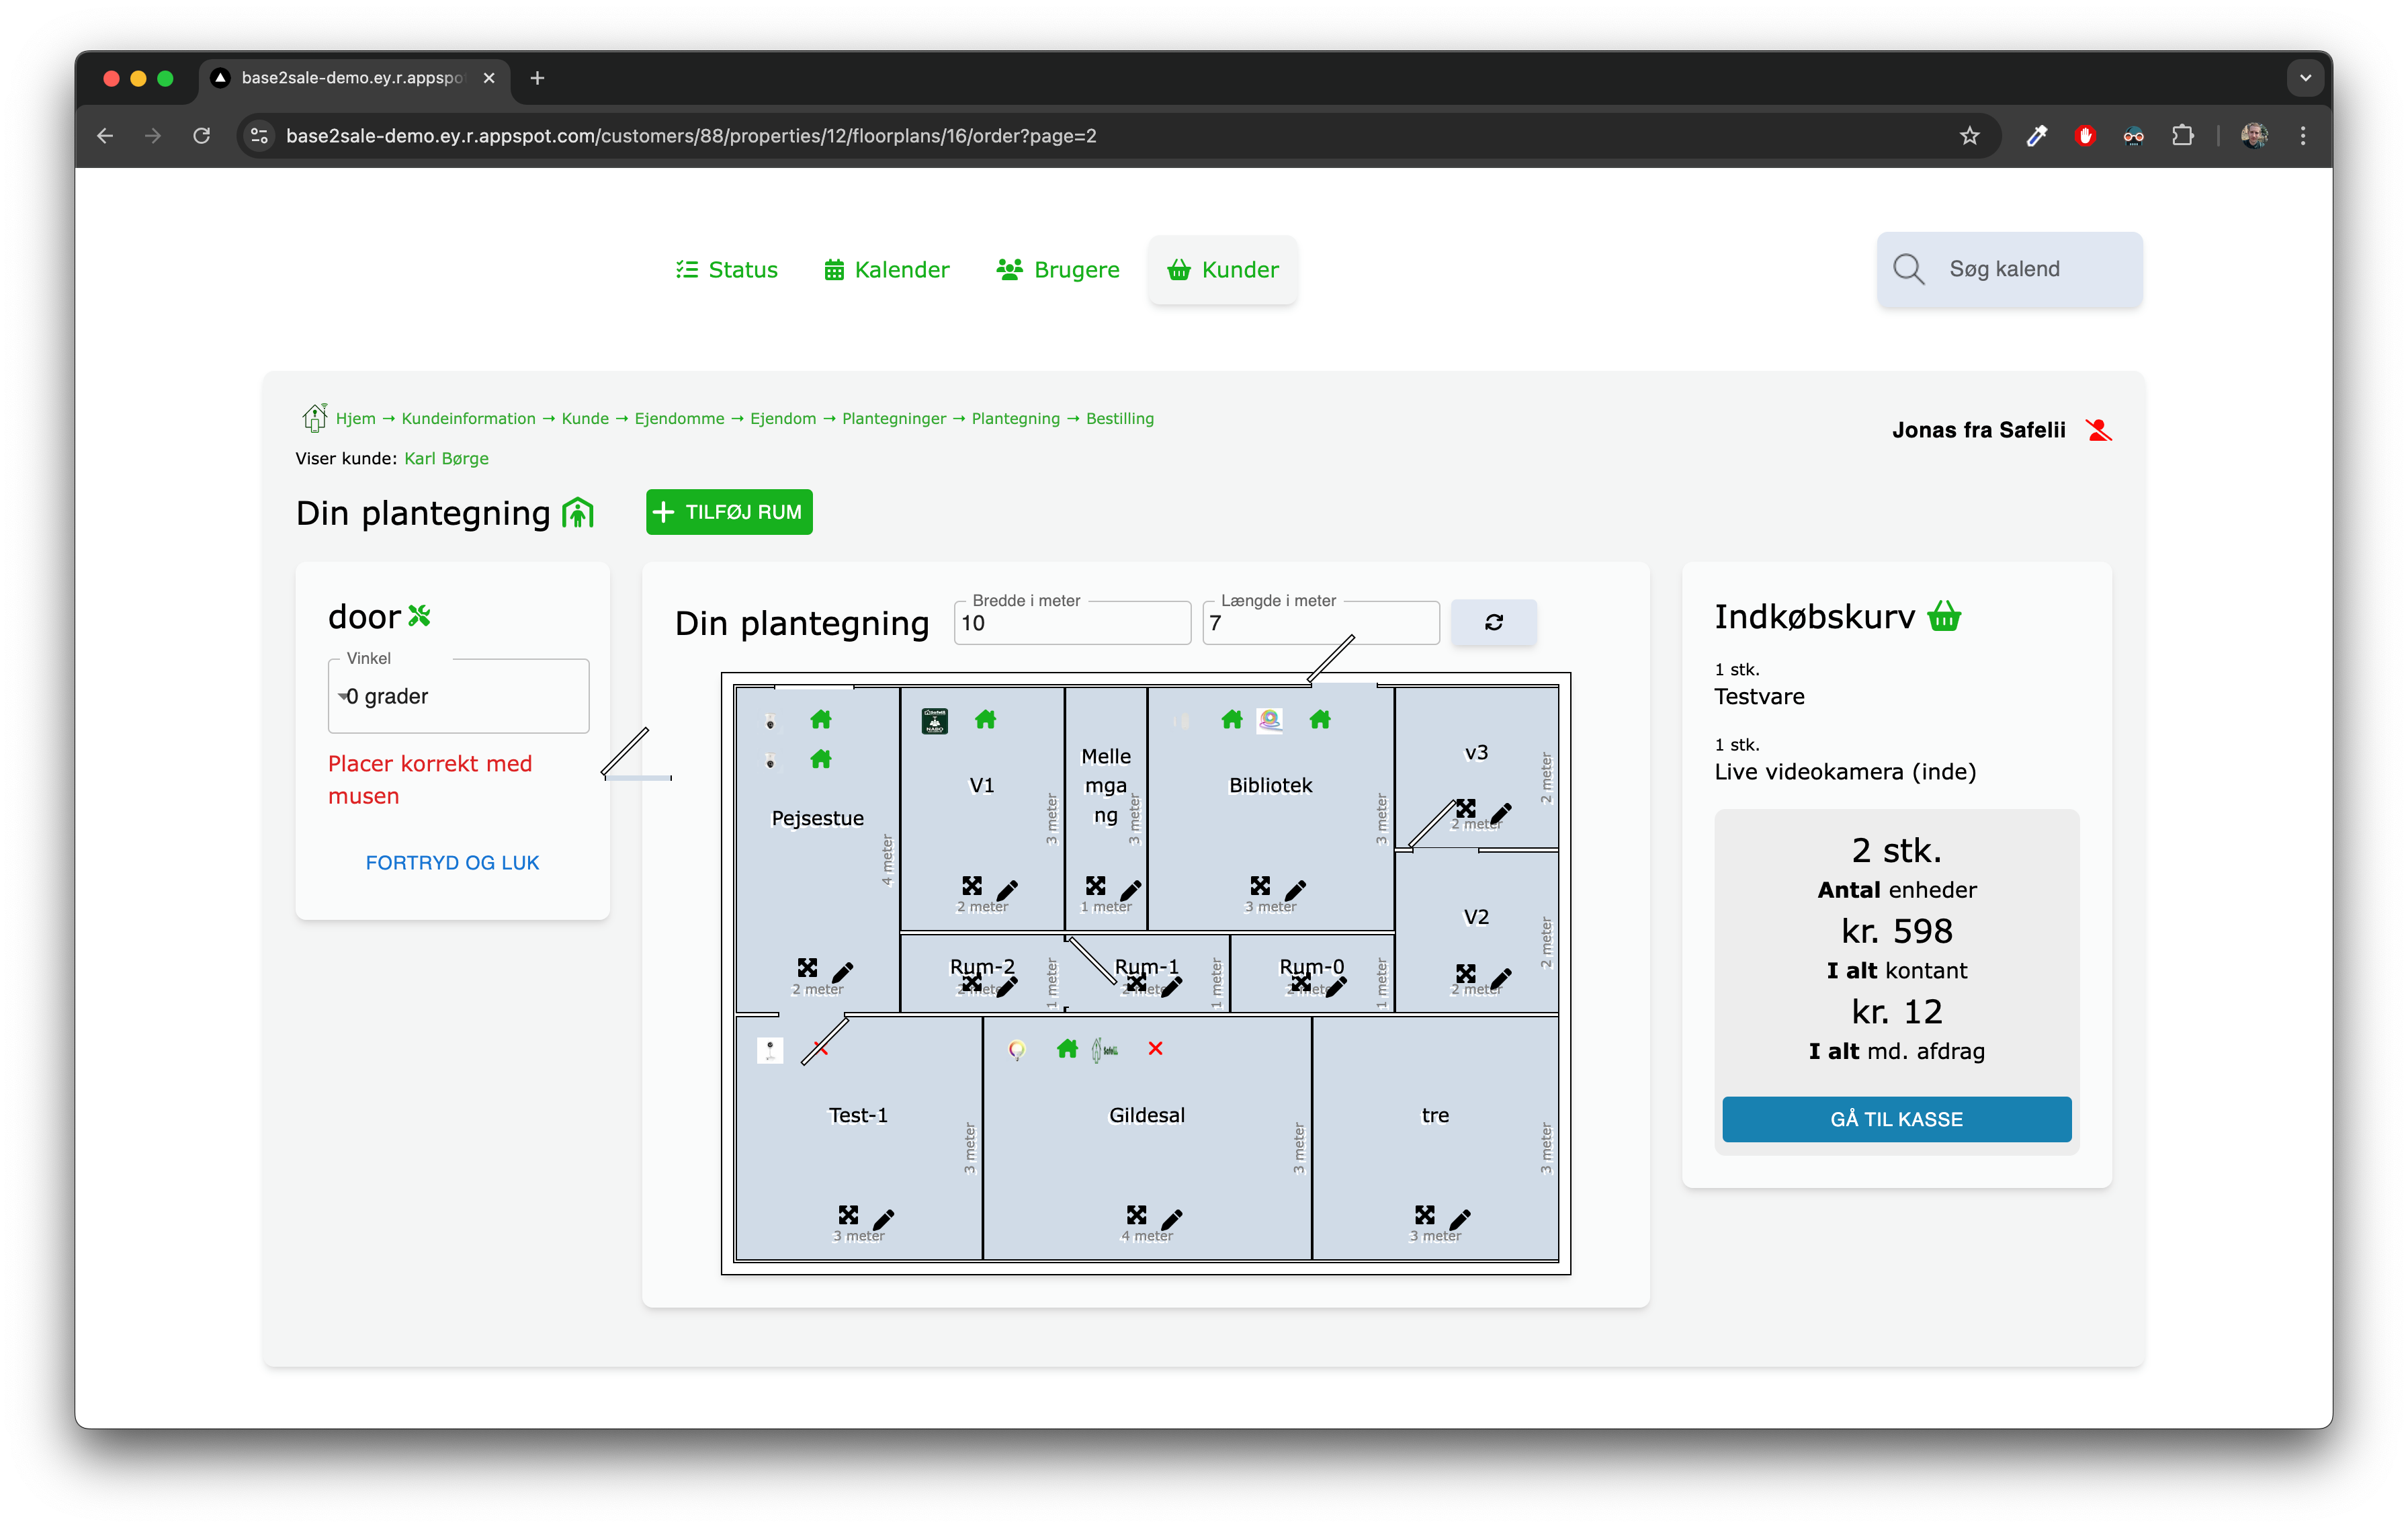 base2sale-demo.ey.r.appspo
base2sale-demo.ey.r.appspot.com/customers/88/properties/12/floorplans/16/order?page=2
Status
Kalender
Brugere
Kunder
Søg kalend
Hjem → Kundeinformation → Kunde → Ejendomme → Ejendom → Plantegninger → Plantegning → Bestilling
Jonas fra Safelii
Viser kunde: Karl Børge
Din plantegning
TILFØJ RUM
door
Vinkel
0 grader
Placer korrekt med
musen
FORTRYD OG LUK
Din plantegning
Bredde i meter
10
Længde i meter
7
Pejsestue
4 meter
2 meter
V1
3 meter
2 meter
Melle
mga
ng
3 meter
1 meter
Bibliotek
3 meter
3 meter
v3
2 meter
2 meter
V2
2 meter
2 meter
Rum-2
1 meter
2 meter
Rum-1
1 meter
2 meter
Rum-0
1 meter
2 meter
Test-1
3 meter
3 meter
Gildesal
3 meter
4 meter
tre
3 meter
3 meter
Indkøbskurv
1 stk.
Testvare
1 stk.
Live videokamera (inde)
2 stk.
Antal enheder
kr. 598
I alt kontant
kr. 12
I alt md. afdrag
GÅ TIL KASSE